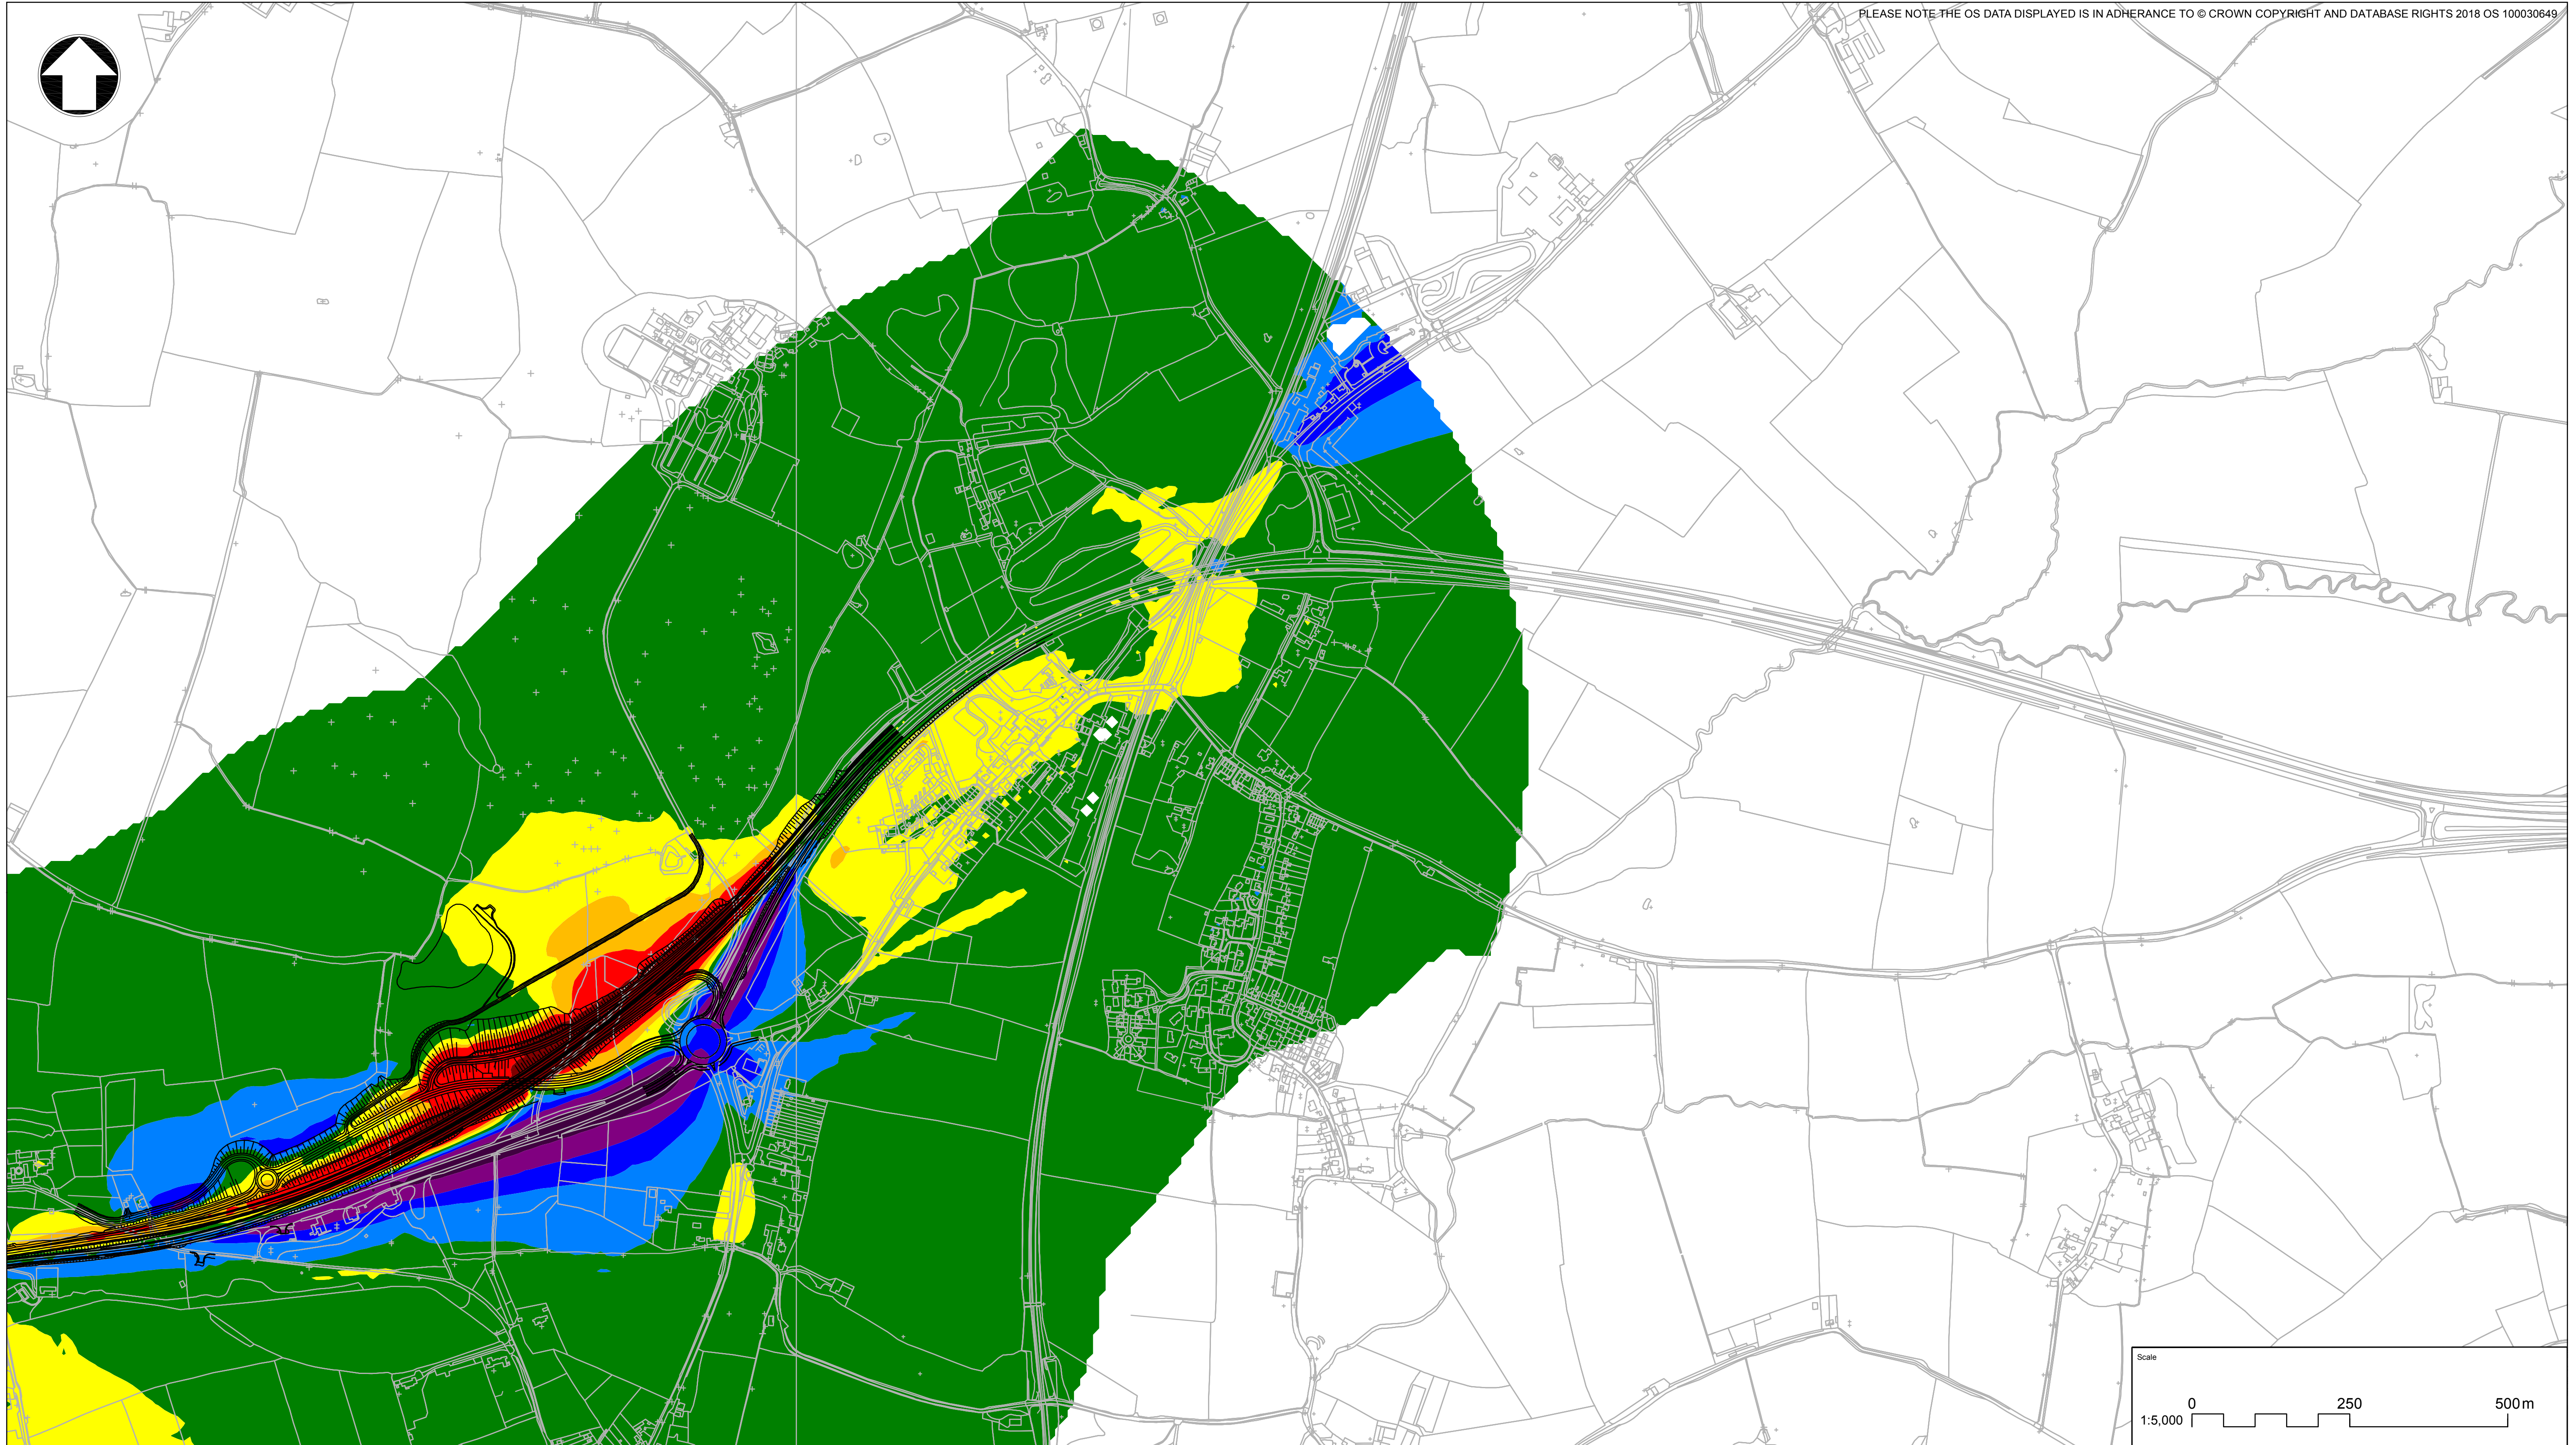 PLEASE NOTE THE OS DATA DISPLAYED IS IN ADHERANCE TO © CROWN COPYRIGHT AND DATABASE RIGHTS 2018 OS 100030649
Scale
0 250 500 m
1:5,000